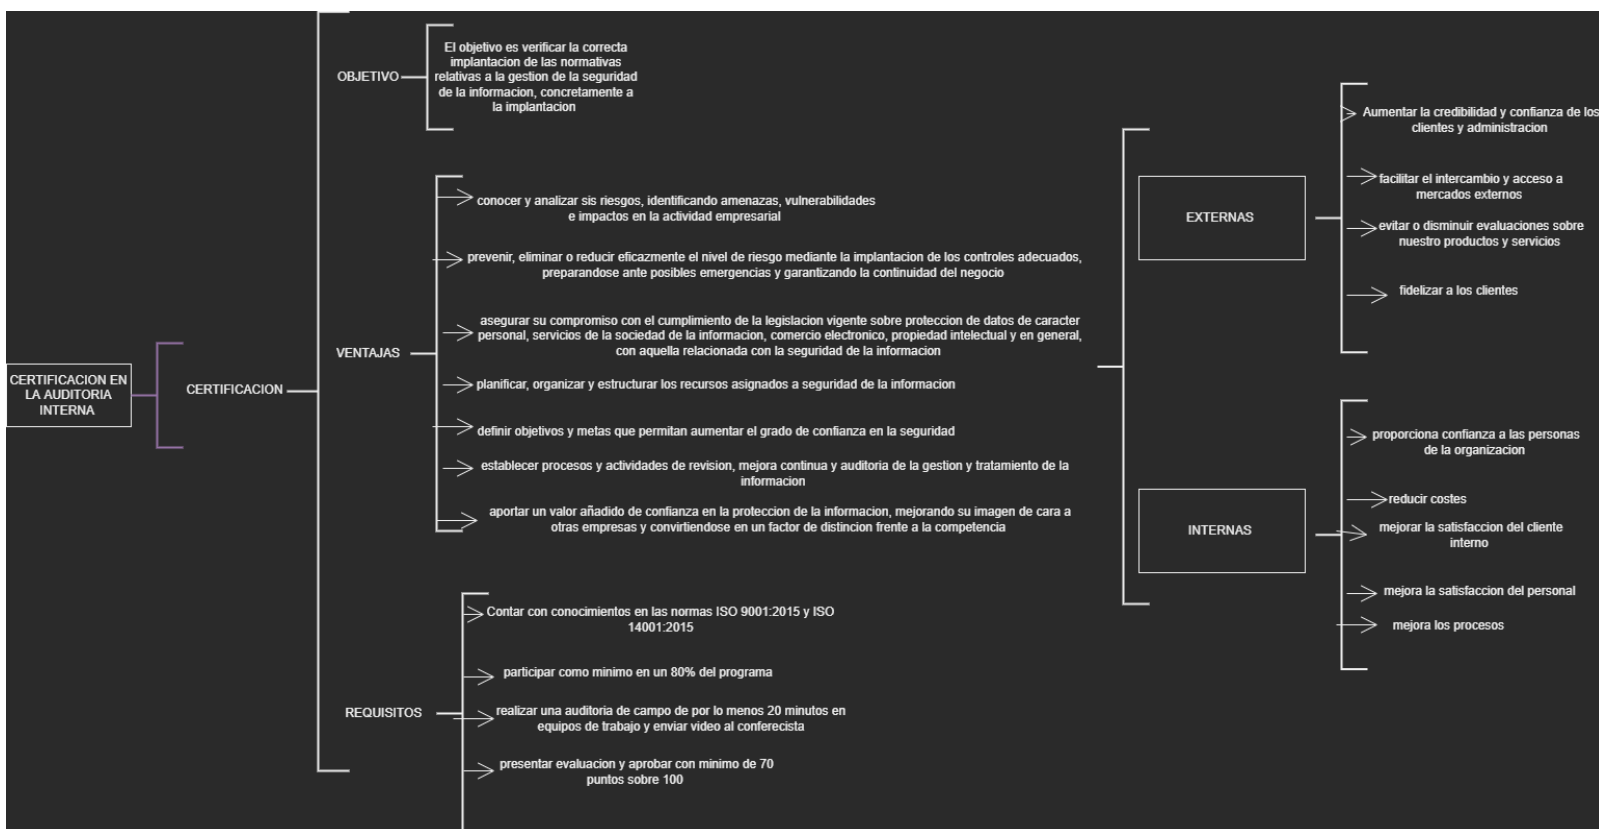 CERTIFICACION EN
LA AUDITORIA
INTERNA
CERTIFICACION
OBJETIVO
El objetivo es verificar la correcta
implantacion de las normativas
relativas a la gestion de la seguridad
de la informacion, concretamente a
la implantacion
VENTAJAS
conocer y analizar sis riesgos, identificando amenazas, vulnerabilidades
e impactos en la actividad empresarial
prevenir, eliminar o reducir eficazmente el nivel de riesgo mediante la implantacion de los controles adecuados,
preparandose ante posibles emergencias y garantizando la continuidad del negocio
asegurar su compromiso con el cumplimiento de la legislacion vigente sobre proteccion de datos de caracter
personal, servicios de la sociedad de la informacion, comercio electronico, propiedad intelectual y en general,
con aquella relacionada con la seguridad de la informacion
planificar, organizar y estructurar los recursos asignados a seguridad de la informacion
definir objetivos y metas que permitan aumentar el grado de confianza en la seguridad
establecer procesos y actividades de revision, mejora continua y auditoria de la gestion y tratamiento de la
informacion
aportar un valor añadido de confianza en la proteccion de la informacion, mejorando su imagen de cara a
otras empresas y convirtiendose en un factor de distincion frente a la competencia
EXTERNAS
Aumentar la credibilidad y confianza de los
clientes y administracion
facilitar el intercambio y acceso a
mercados externos
evitar o disminuir evaluaciones sobre
nuestro productos y servicios
fidelizar a los clientes
INTERNAS
proporciona confianza a las personas
de la organizacion
reducir costes
mejorar la satisfaccion del cliente
interno
mejora la satisfaccion del personal
mejora los procesos
REQUISITOS
Contar con conocimientos en las normas ISO 9001:2015 y ISO
14001:2015
participar como minimo en un 80% del programa
realizar una auditoria de campo de por lo menos 20 minutos en
equipos de trabajo y enviar video al conferecista
presentar evaluacion y aprobar con minimo de 70
puntos sobre 100